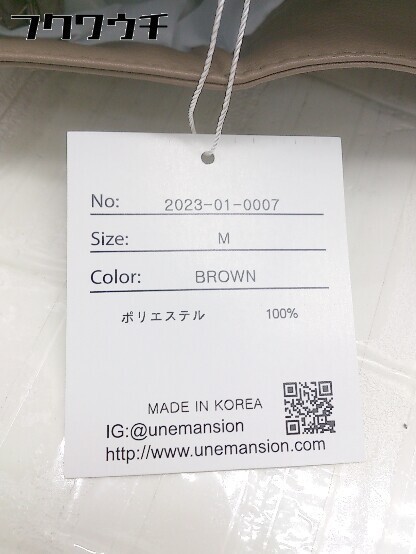 フクワウチ
No: 2023-01-0007
Size: M
Color: BROWN
ポリエステル 100%
MADE IN KOREA
IG:@unemansion
http://www.unemansion.com